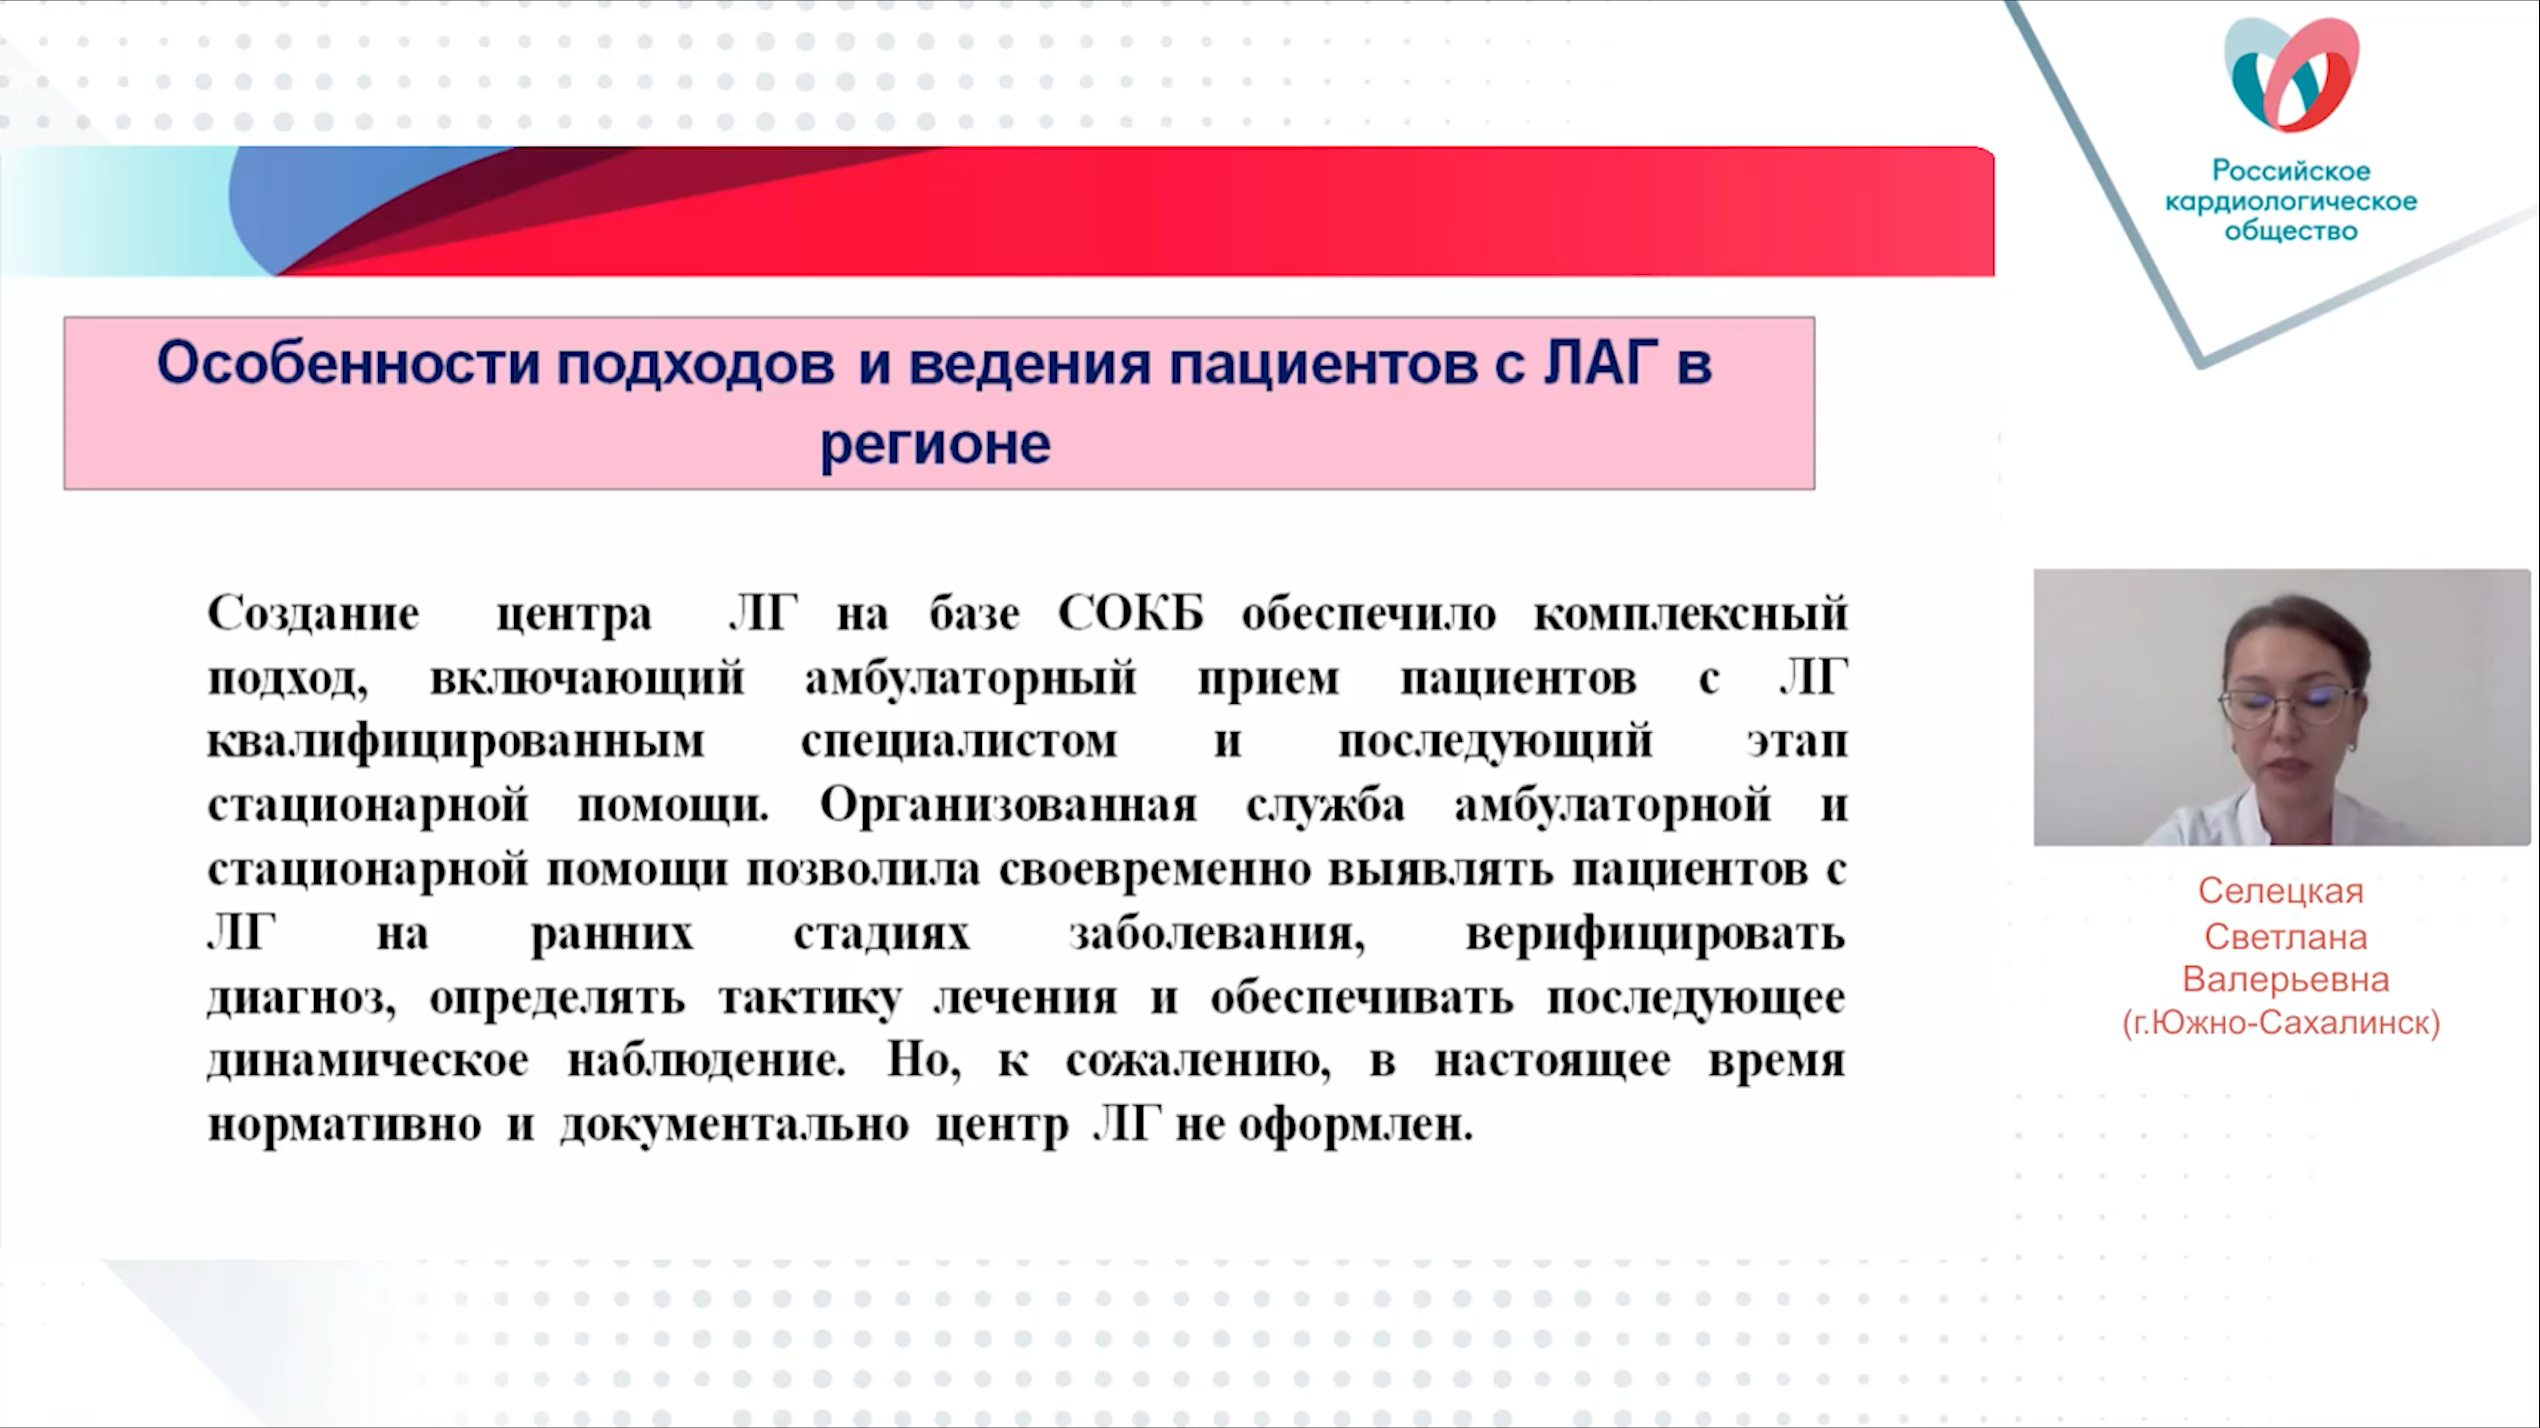 Российское
кардиологическое
общество
Особенности подходов и ведения пациентов с ЛАГ в
регионе
Создание центра ЛГ на базе СОКБ обеспечило комплексный
подход, включающий амбулаторный прием пациентов с ЛГ
квалифицированным специалистом и последующий этап
стационарной помощи. Организованная служба амбулаторной и
стационарной помощи позволила своевременно выявлять пациентов с
ЛГ на ранних стадиях заболевания, верифицировать
диагноз, определять тактику лечения и обеспечивать последующее
динамическое наблюдение. Но, к сожалению, в настоящее время
нормативно и документально центр ЛГ не оформлен.
Селецкая
Светлана
Валерьевна
(г.Южно-Сахалинск)